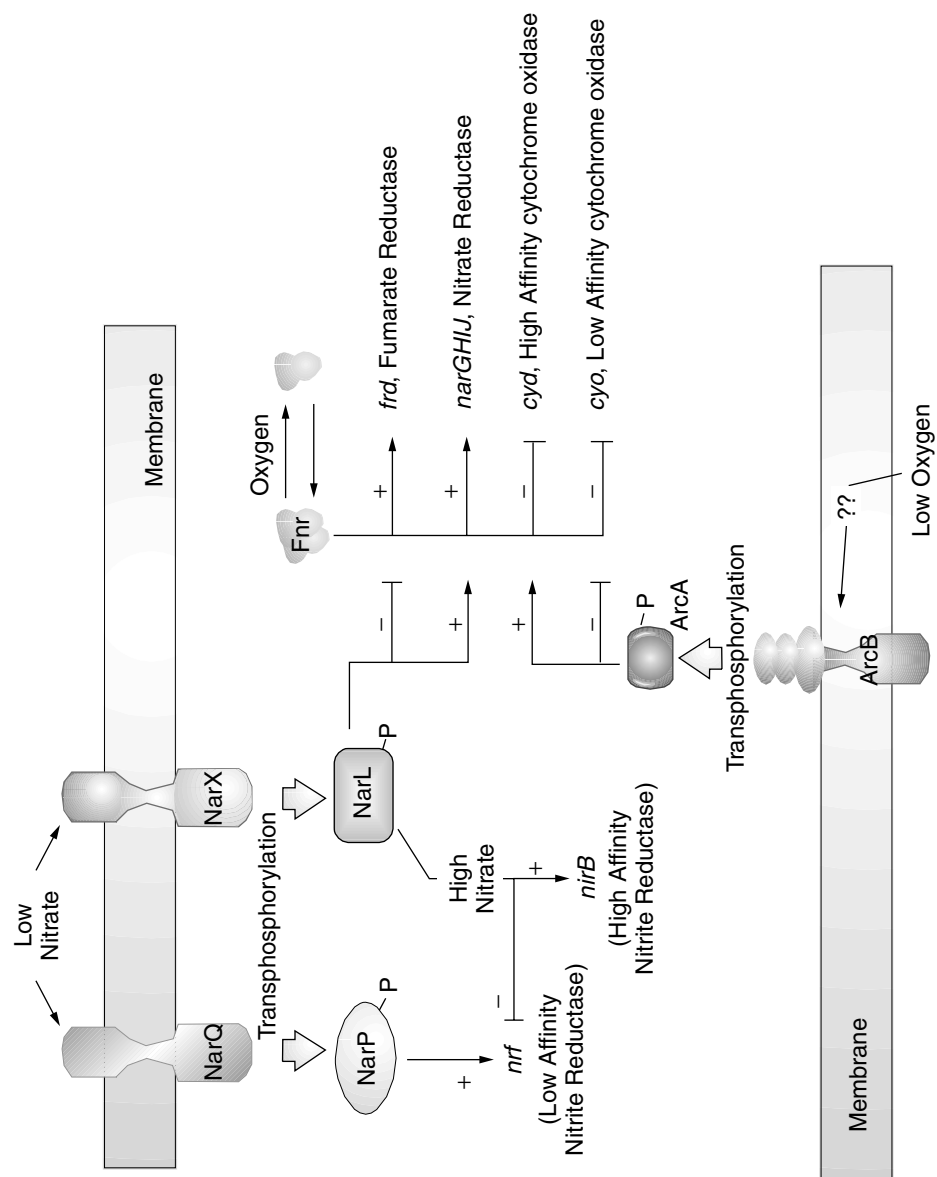 Low
Nitrate
Membrane
NarQ
NarX
Transphosphorylation
Oxygen
Fnr
NarP
P
NarL
P
High
Nitrate
+
nrf
(Low Affinity
Nitrite Reductase)
–
+
nirB
(High Affinity
Nitrite Reductase)
–
+
+
–
+
+
–
–
frd, Fumarate Reductase
narGHIJ, Nitrate Reductase
cyd, High Affinity cytochrome oxidase
cyo, Low Affinity cytochrome oxidase
P
ArcA
Transphosphorylation
ArcB
??
Low Oxygen
Membrane